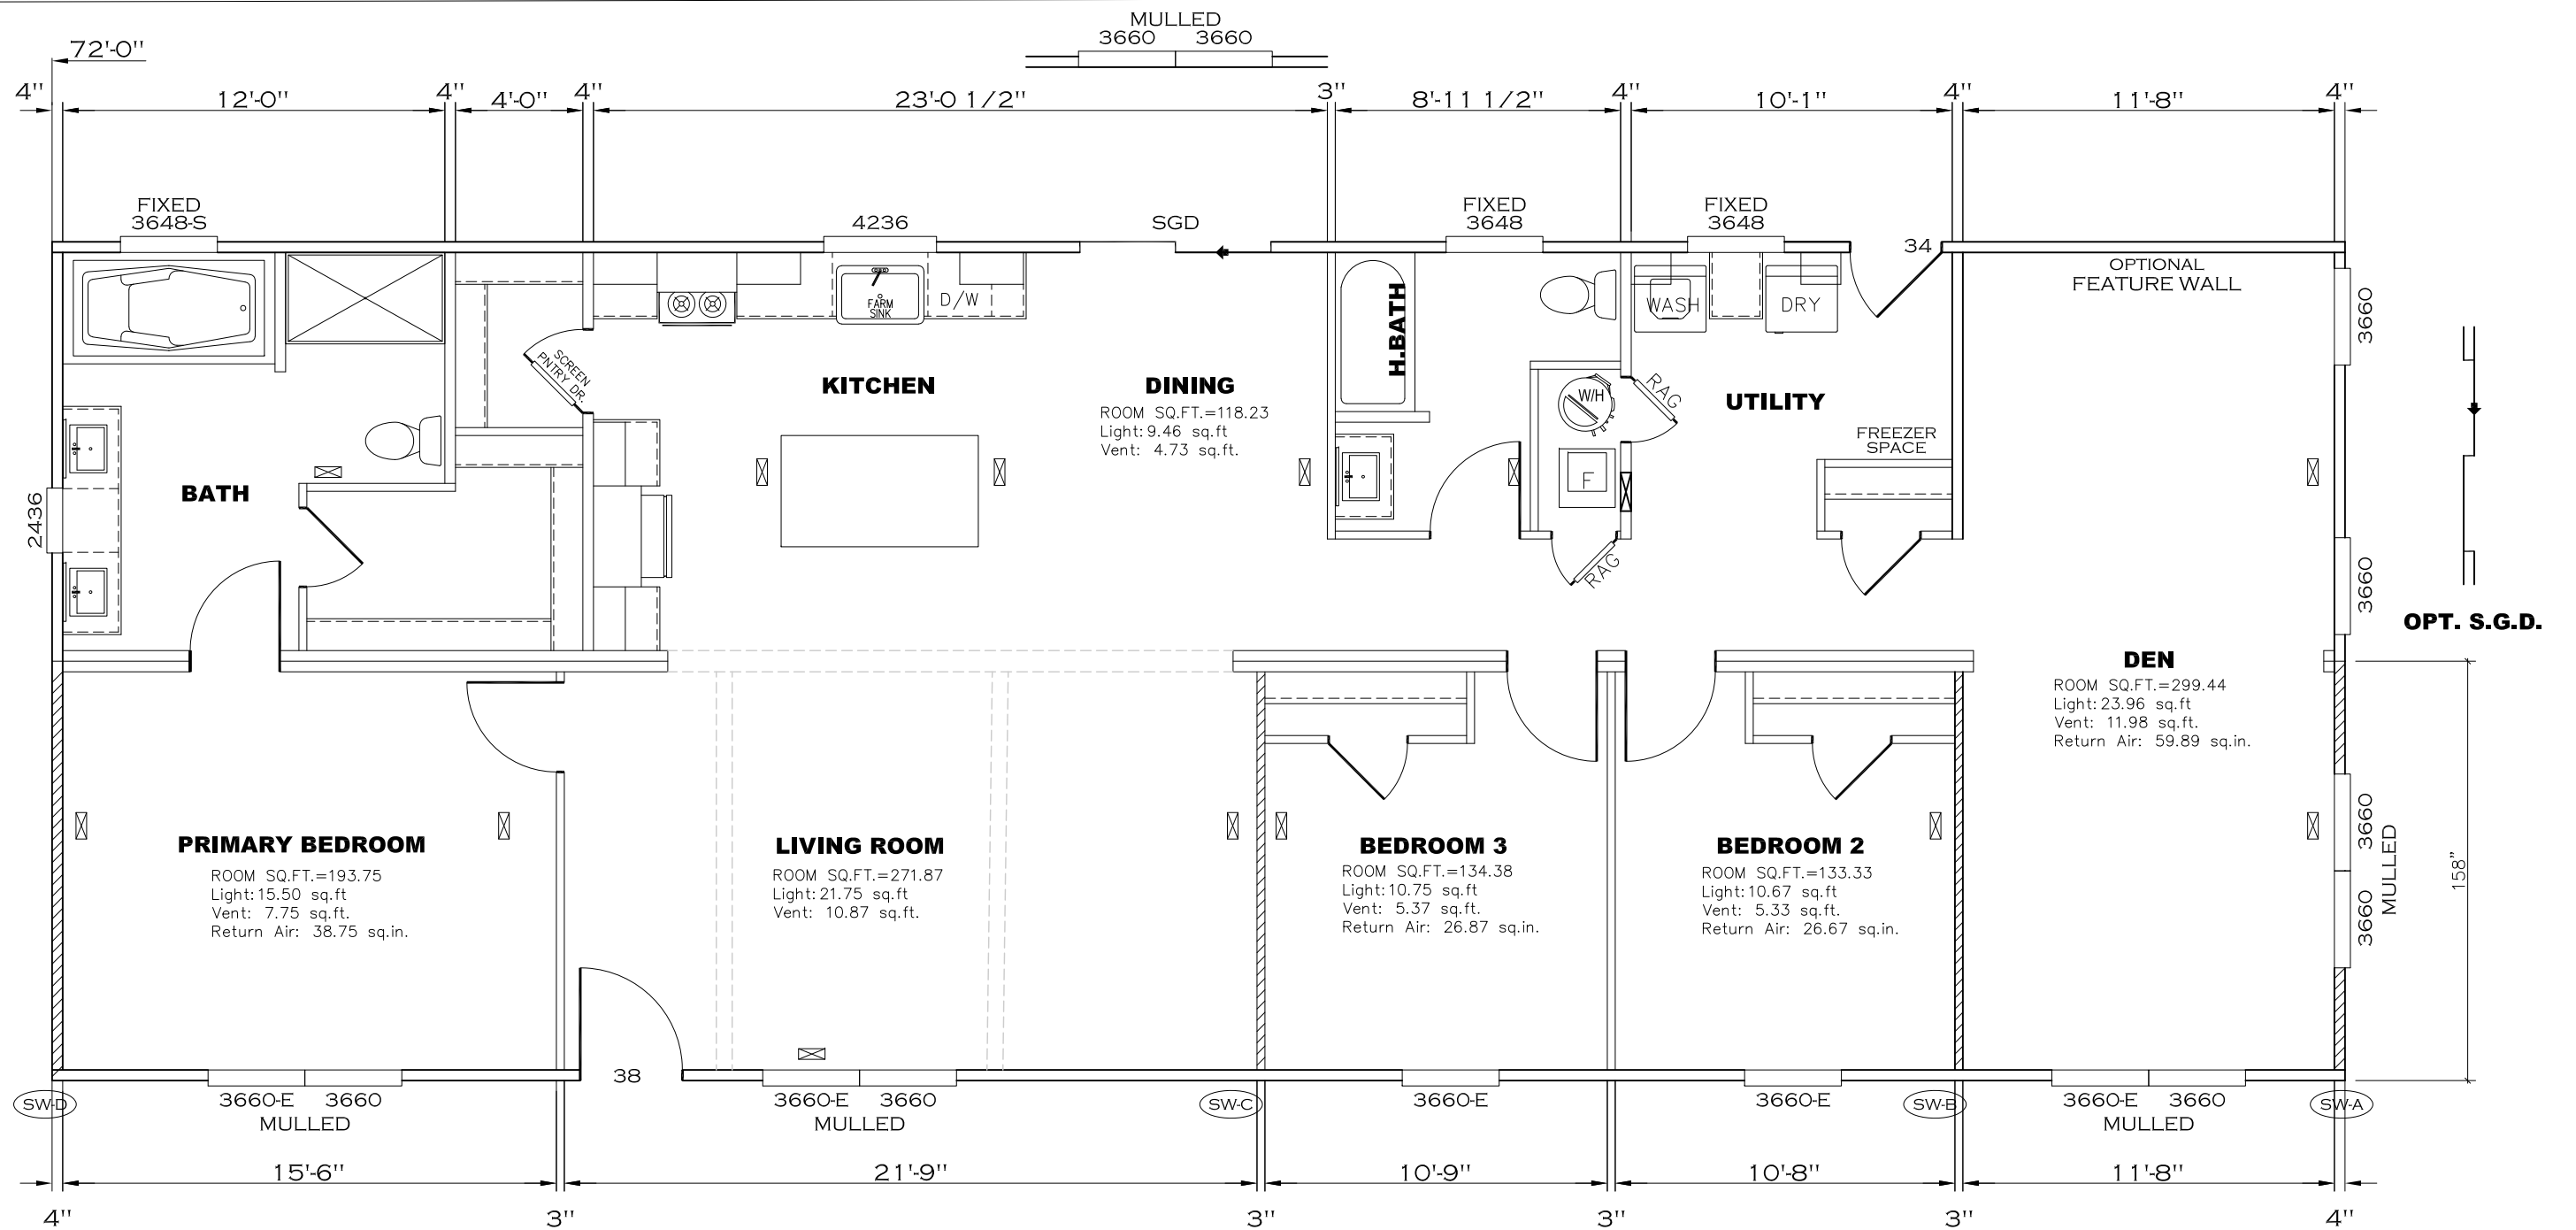 MULLED
3660 3660
72'-0"
4" 12'-0" 4" 4'-0" 4" 23'-0 1/2" 3" 8'-11 1/2" 4" 10'-1" 4" 11'-8" 4"
FIXED
3648-S
4236
SGD
FIXED
3648
FIXED
3648
34
OPTIONAL
FEATURE WALL
3660
FARM
SINK
D/W
H.BATH
WASH
DRY
SCREEN
PNTRY DR.
KITCHEN
DINING
ROOM SQ.FT.=118.23
Light: 9.46 sq.ft
Vent: 4.73 sq.ft.
W/H
RAG
UTILITY
FREEZER
SPACE
F
RAG
BATH
2436
3660
OPT. S.G.D.
DEN
ROOM SQ.FT.=299.44
Light: 23.96 sq.ft
Vent: 11.98 sq.ft.
Return Air: 59.89 sq.in.
3660
3660
MULLED
158"
PRIMARY BEDROOM
ROOM SQ.FT.=193.75
Light: 15.50 sq.ft
Vent: 7.75 sq.ft.
Return Air: 38.75 sq.in.
LIVING ROOM
ROOM SQ.FT.=271.87
Light: 21.75 sq.ft
Vent: 10.87 sq.ft.
BEDROOM 3
ROOM SQ.FT.=134.38
Light: 10.75 sq.ft
Vent: 5.37 sq.ft.
Return Air: 26.87 sq.in.
BEDROOM 2
ROOM SQ.FT.=133.33
Light: 10.67 sq.ft
Vent: 5.33 sq.ft.
Return Air: 26.67 sq.in.
38
SW-D
3660-E 3660
MULLED
3660-E 3660
MULLED
SW-C
3660-E
3660-E
SW-B
3660-E 3660
MULLED
SW-A
15'-6" 21'-9" 10'-9" 10'-8" 11'-8"
4" 3" 3" 3" 3" 4"